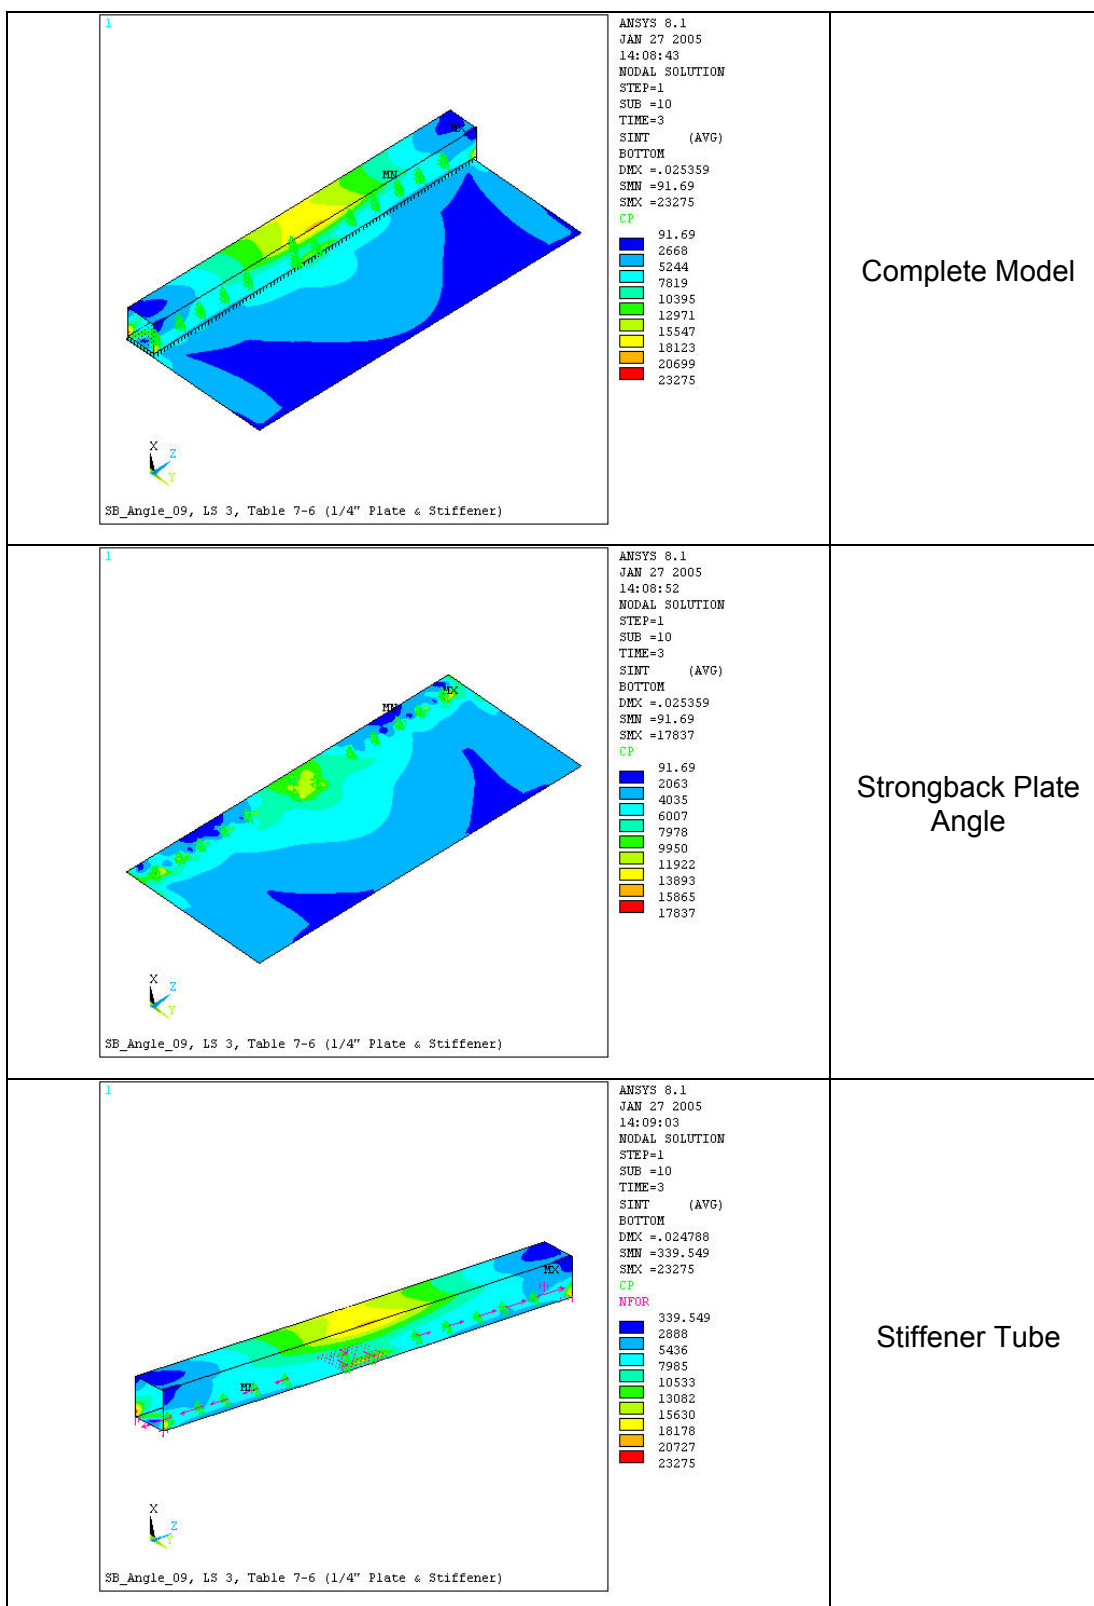 1
ANSYS 8.1
JAN 27 2005
14:08:43
NODAL SOLUTION
STEP=1
SUB =10
TIME=3
SINT (AVG)
BOTTOM
DMX =.025359
SMN =91.69
SMX =23275
CP
91.69
2668
5244
7819
10395
12971
15547
18123
20699
23275
MX
MN
X
Z
Y
SB_Angle_09, LS 3, Table 7-6 (1/4" Plate & Stiffener)
Complete Model
1
ANSYS 8.1
JAN 27 2005
14:08:52
NODAL SOLUTION
STEP=1
SUB =10
TIME=3
SINT (AVG)
BOTTOM
DMX =.025359
SMN =91.69
SMX =17837
CP
91.69
2063
4035
6007
7978
9950
11922
13893
15865
17837
MX
MN
X
Z
Y
SB_Angle_09, LS 3, Table 7-6 (1/4" Plate & Stiffener)
Strongback Plate
Angle
1
ANSYS 8.1
JAN 27 2005
14:09:03
NODAL SOLUTION
STEP=1
SUB =10
TIME=3
SINT (AVG)
BOTTOM
DMX =.024788
SMN =339.549
SMX =23275
CP
NFOR
339.549
2888
5436
7985
10533
13082
15630
18178
20727
23275
MX
MN
X
Z
Y
SB_Angle_09, LS 3, Table 7-6 (1/4" Plate & Stiffener)
Stiffener Tube